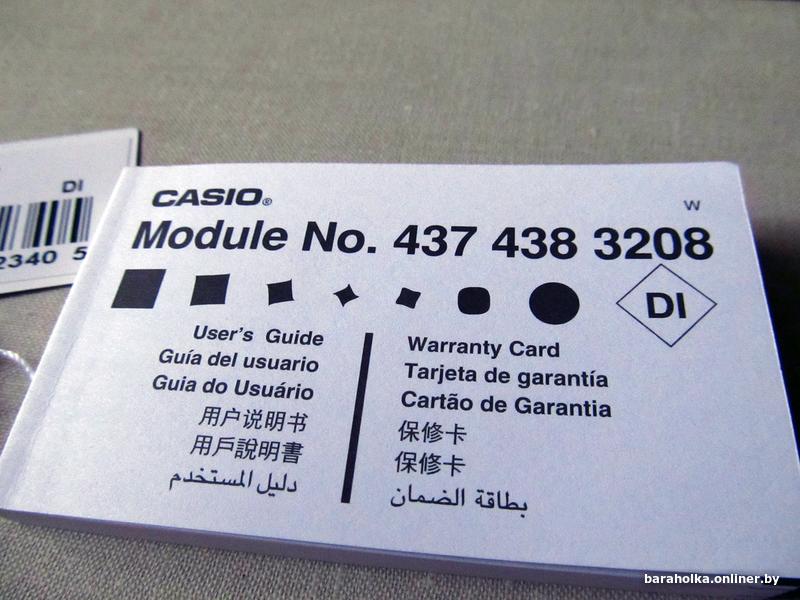 DI
2340 5
CASIO®
W
Module No. 437 438 3208
DI
User's Guide
Guía del usuario
Guia do Usuário
用户说明书
用戶說明書
دليل المستخدم
Warranty Card
Tarjeta de garantía
Cartão de Garantia
保修卡
保修卡
بطاقة الضمان
baraholka.onliner.by